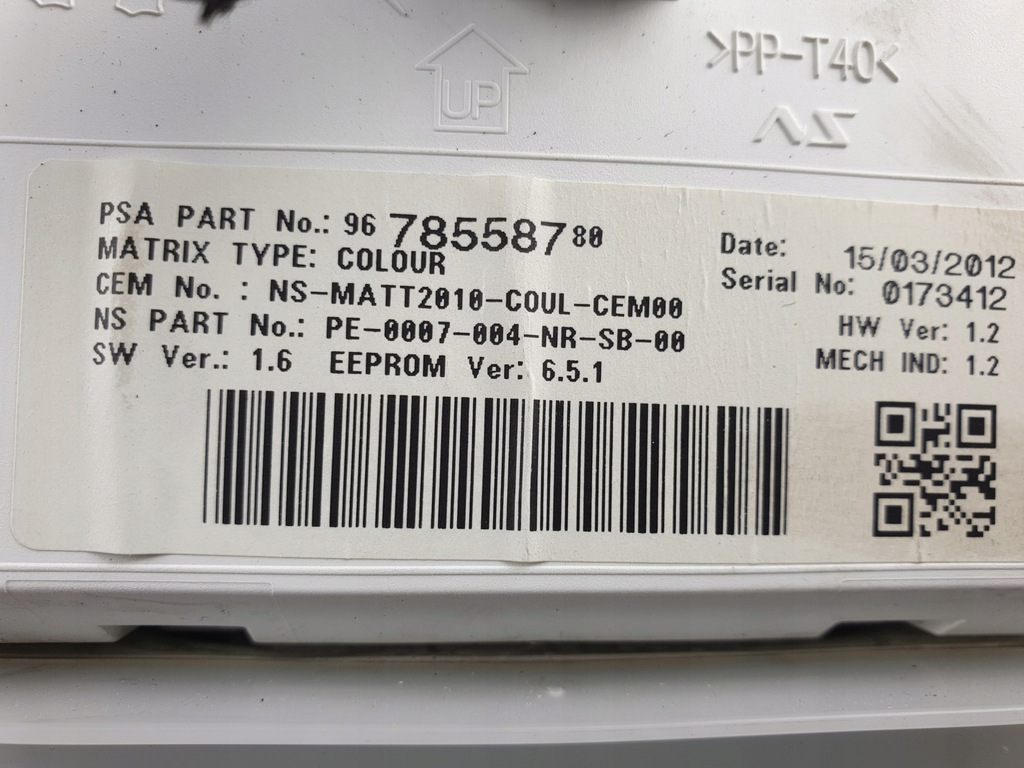 >PP-T40<
UP
NS
PSA PART No.: 96 785587 80
MATRIX TYPE: COLOUR
CEM No. : NS-MATT2010-COUL-CEM00
NS PART No.: PE-0007-004-NR-SB-00
SW Ver.: 1.6 EEPROM Ver: 6.5.1
Date: 15/03/2012
Serial No: 0173412
HW Ver: 1.2
MECH IND: 1.2